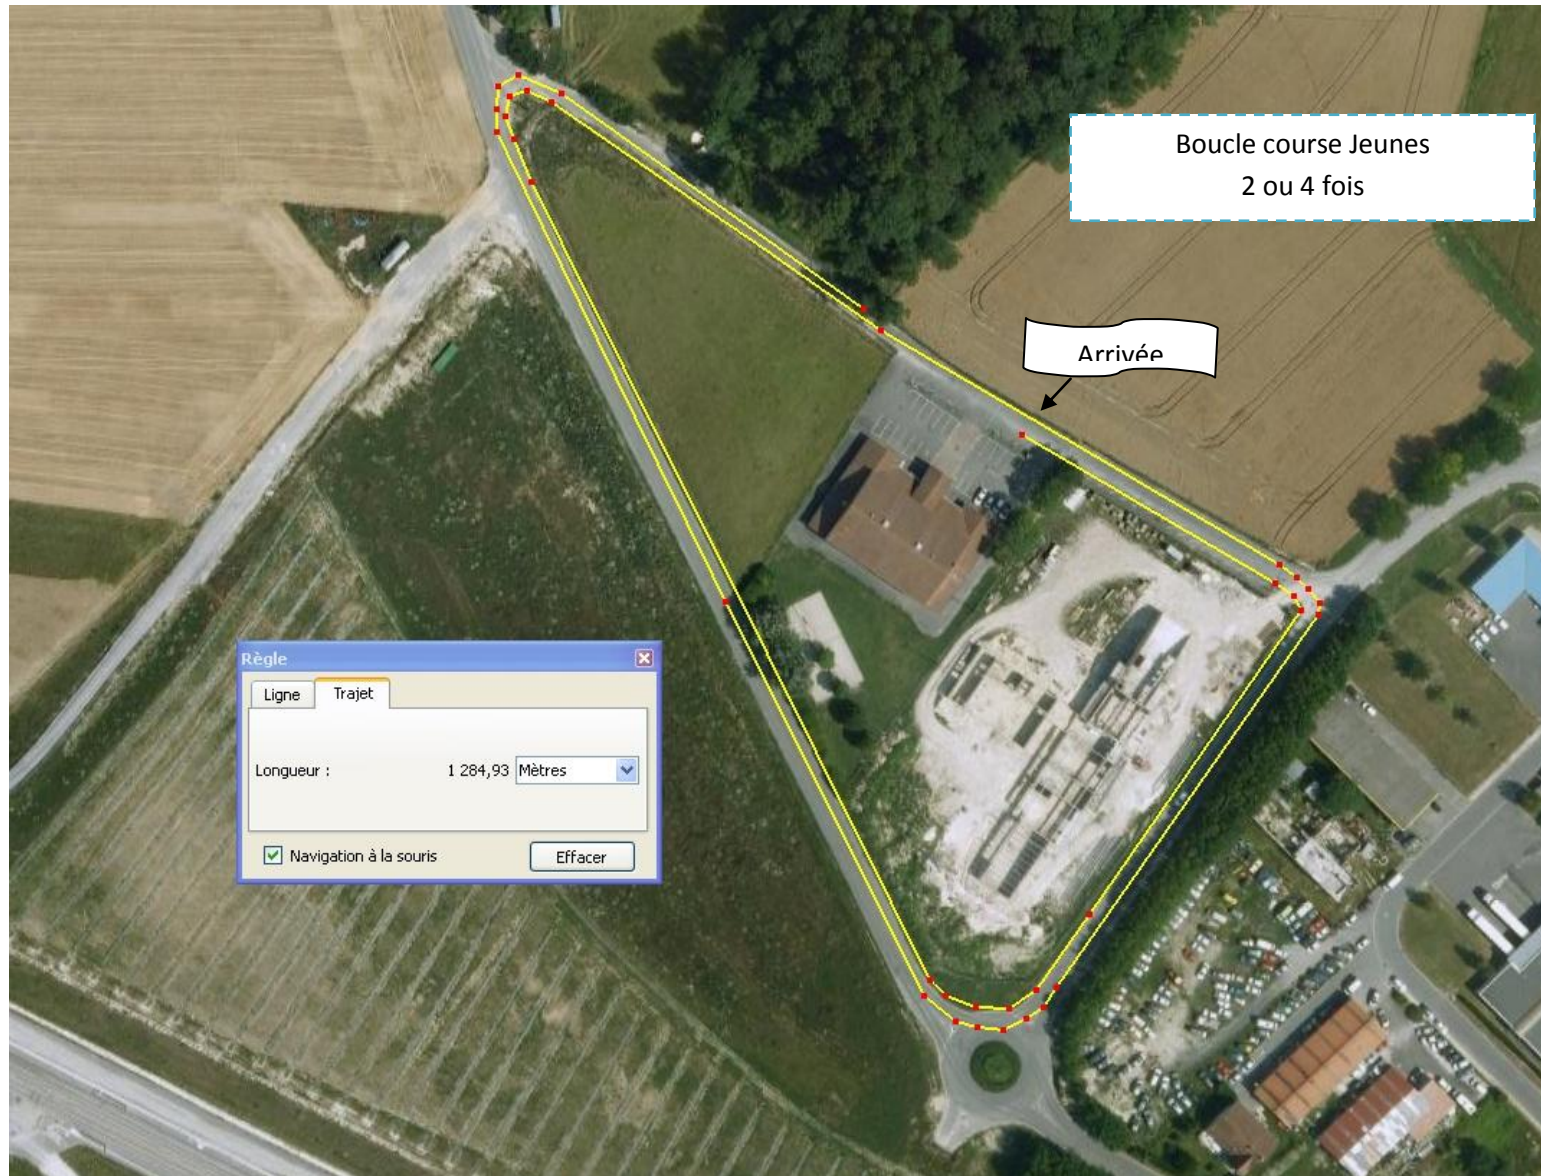 Boucle course Jeunes
2 ou 4 fois
Arrivée
Règle
Ligne
Trajet
Longueur :
1 284,93 Mètres
Navigation à la souris
Effacer